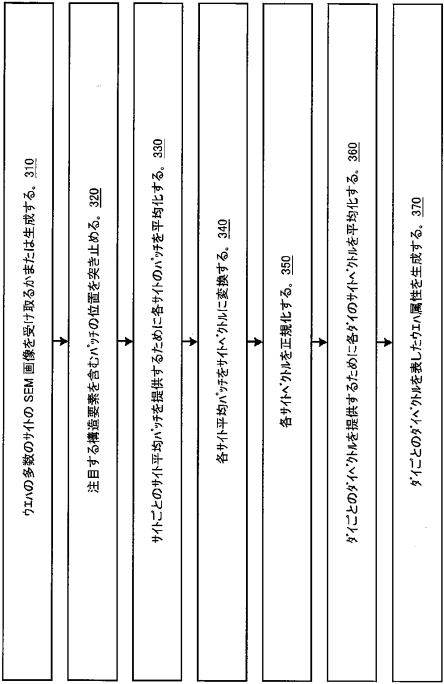 ウエハの多数のサイトの SEM 画像を受け取るかまたは生成する。 310
注目する構造要素を含むパッチの位置を突き止める。 320
サイトごとのサイト平均パッチを提供するために各サイトのパッチを平均化する。 330
各サイト平均パッチをサイトベクトルに変換する。 340
各サイトベクトルを正規化する。 350
ダイごとのダイベクトルを提供するために各ダイのサイトベクトルを平均化する。 360
ダイごとのダイベクトルを表したウエハ属性を生成する。 370